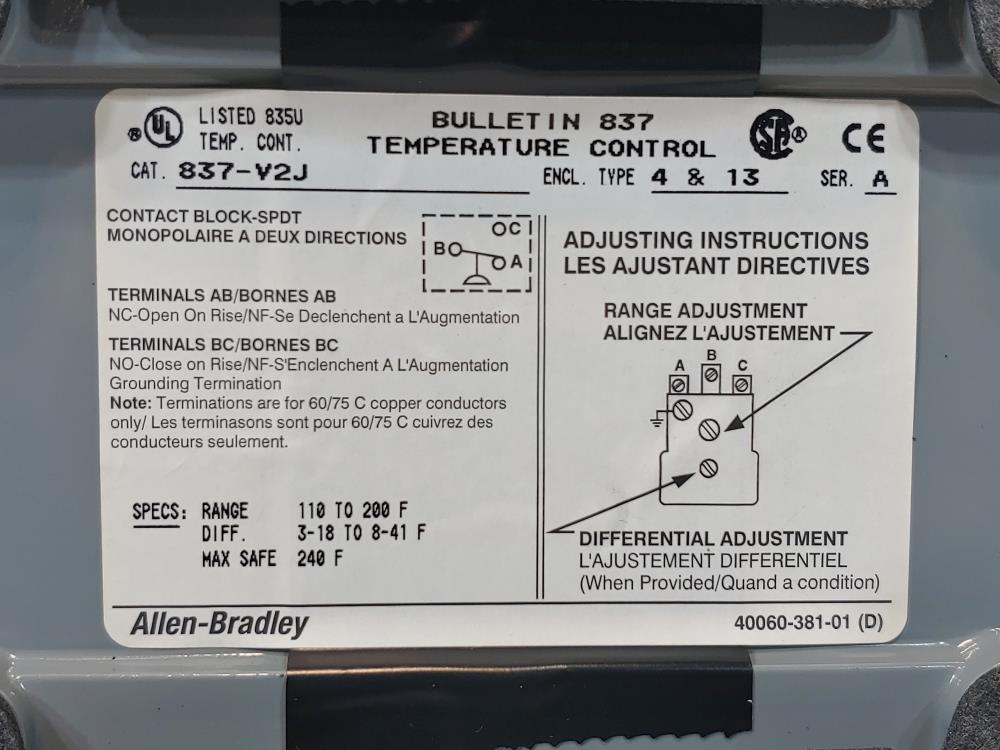 UL ® LISTED 835U
TEMP. CONT.
BULLETIN 837
TEMPERATURE CONTROL
SA ® CE
CAT. 837-V2J
ENCL. TYPE 4 & 13
SER. A
CONTACT BLOCK-SPDT
MONOPOLAIRE A DEUX DIRECTIONS
C
B
A
TERMINALS AB/BORNES AB
NC-Open On Rise/NF-Se Declenchent a L'Augmentation
TERMINALS BC/BORNES BC
NO-Close on Rise/NF-S'Enclenchent A L'Augmentation
Grounding Termination
Note: Terminations are for 60/75 C copper conductors
only/ Les terminasons sont pour 60/75 C cuivrez des
conducteurs seulement.
SPECS: RANGE 110 TO 200 F
DIFF. 3-18 TO 8-41 F
MAX SAFE 240 F
ADJUSTING INSTRUCTIONS
LES AJUSTANT DIRECTIVES
RANGE ADJUSTMENT
ALIGNEZ L'AJUSTEMENT
A B C
DIFFERENTIAL ADJUSTMENT
L'AJUSTEMENT DIFFERENTIEL
(When Provided/Quand a condition)
Allen-Bradley
40060-381-01 (D)